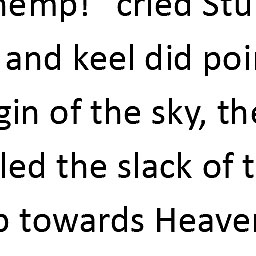 hemp!" cried Stu
and keel did poi
gin of the sky, the
led the slack of t
o towards Heaven